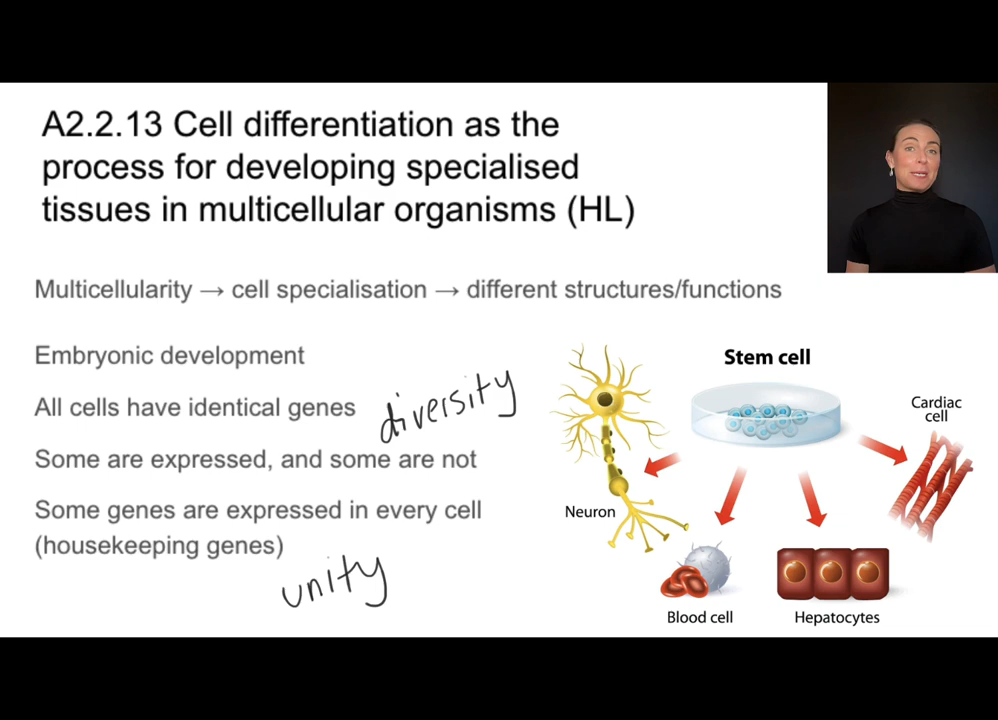 A2.2.13 Cell differentiation as the
process for developing specialised
tissues in multicellular organisms (HL)
Multicellularity → cell specialisation → different structures/functions
Embryonic development
All cells have identical genes
diversity
Some are expressed, and some are not
Some genes are expressed in every cell
(housekeeping genes)
unity
Stem cell
Cardiac
cell
Neuron
Blood cell
Hepatocytes